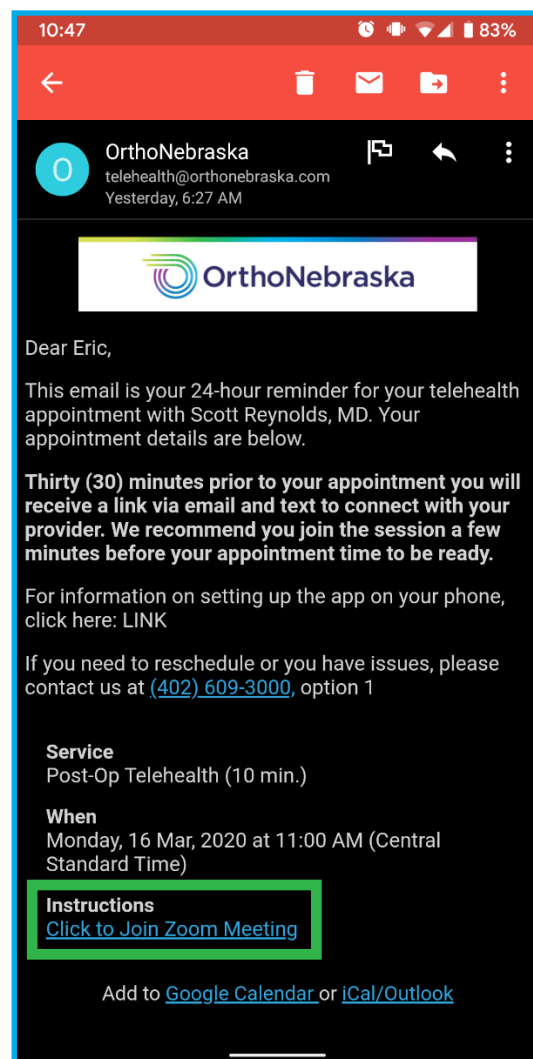 10:47
83%
OrthoNebraska
telehealth@orthonebraska.com
Yesterday, 6:27 AM
O
OrthoNebraska
Dear Eric,
This email is your 24-hour reminder for your telehealth
appointment with Scott Reynolds, MD. Your
appointment details are below.
Thirty (30) minutes prior to your appointment you will
receive a link via email and text to connect with your
provider. We recommend you join the session a few
minutes before your appointment time to be ready.
For information on setting up the app on your phone,
click here: LINK
If you need to reschedule or you have issues, please
contact us at (402) 609-3000, option 1
Service
Post-Op Telehealth (10 min.)
When
Monday, 16 Mar, 2020 at 11:00 AM (Central
Standard Time)
Instructions
Click to Join Zoom Meeting
Add to Google Calendar or iCal/Outlook